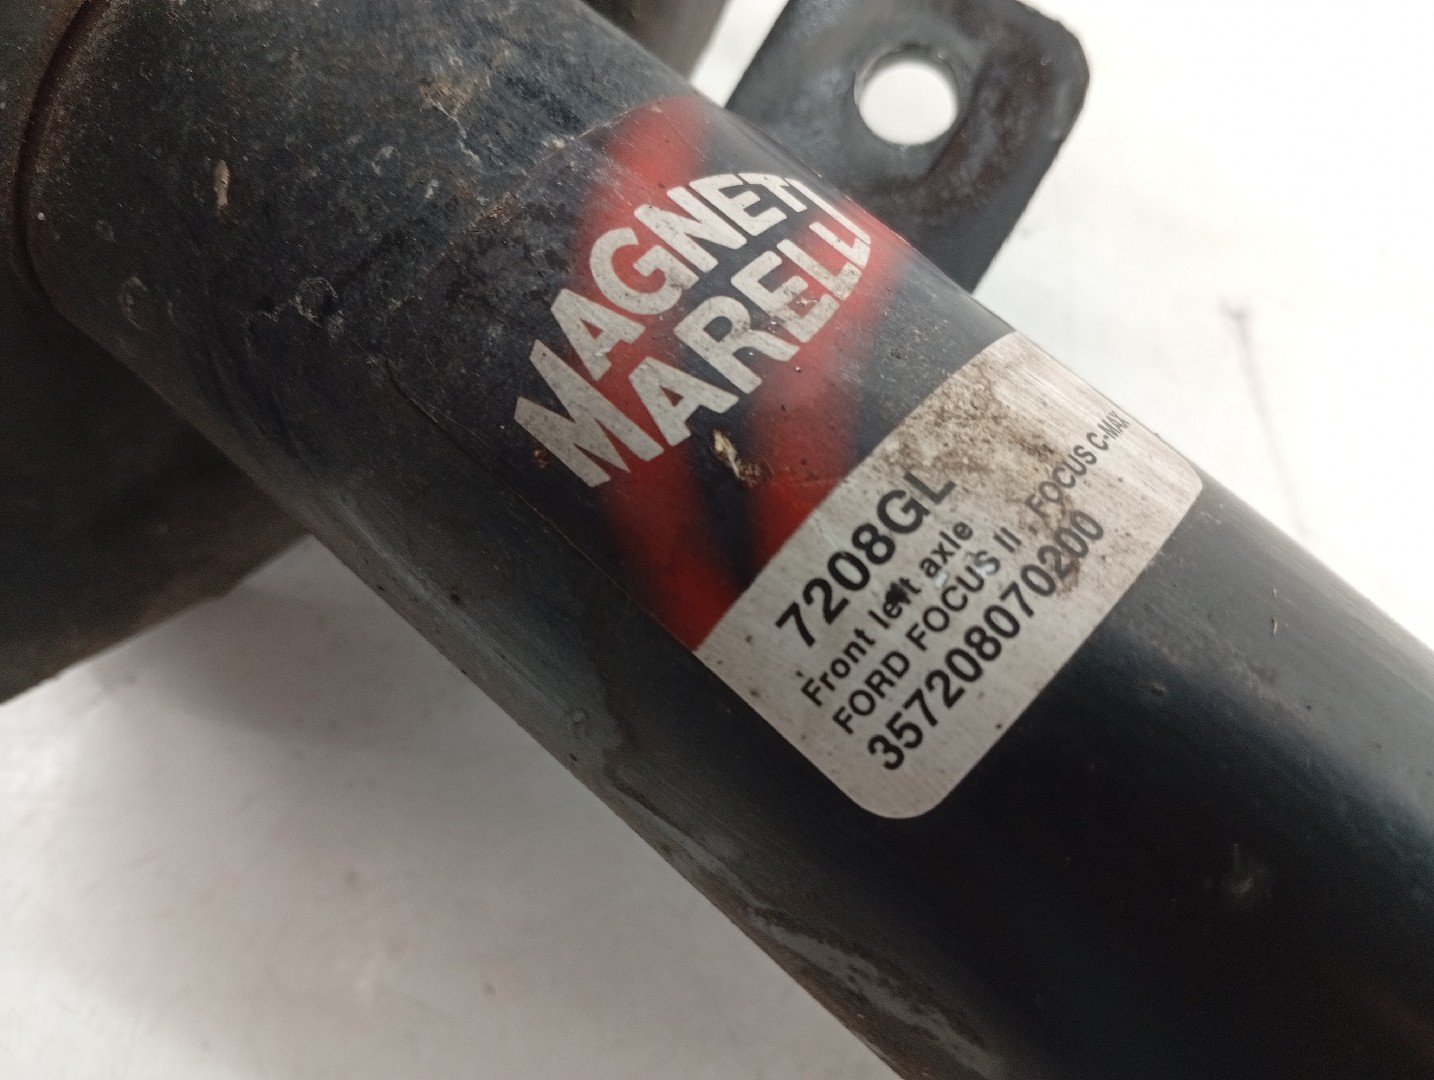 MAGNETI
MARELLI
7208GL
Front left axle
FORD FOCUS II FOCUS C-MAX
357208070200